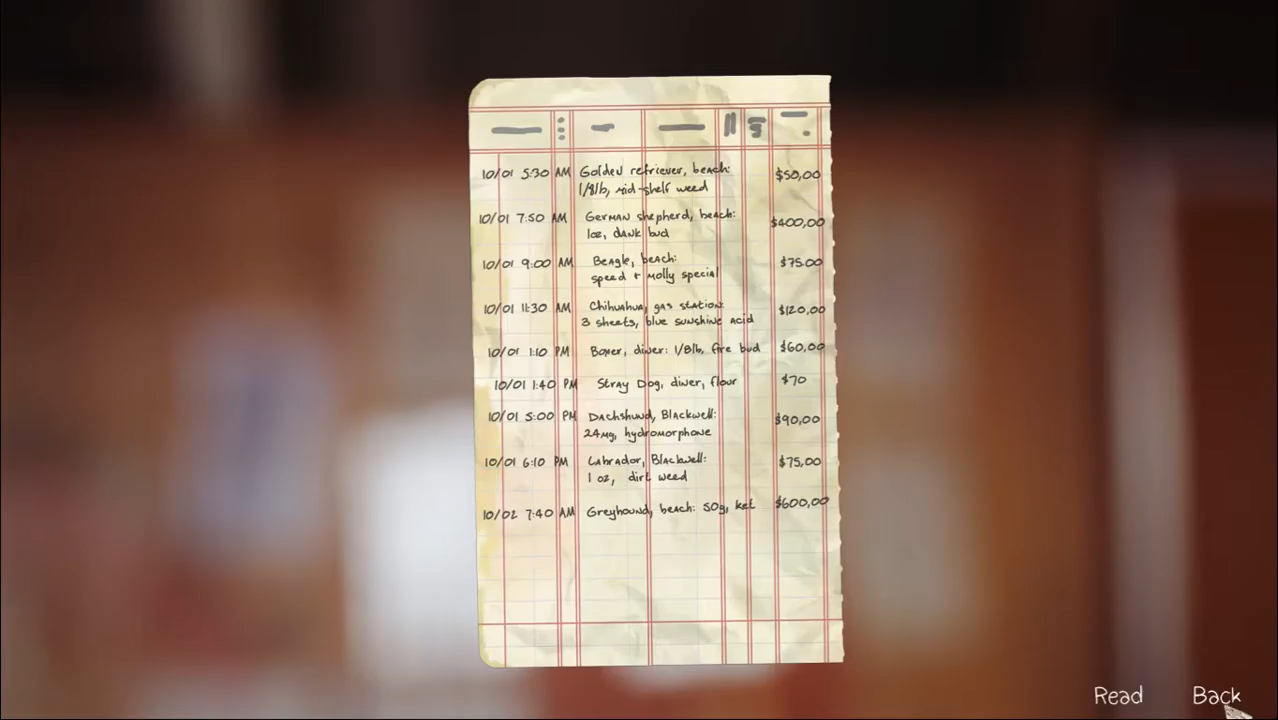 10/01 5:30 AM Golden retriever, beach: $50,00
1/8lb, mid-shelf weed
10/01 7:50 AM German shepherd, beach: $400,00
1oz, dank bud
10/01 9:00 AM Beagle, beach: $75.00
speed + molly special
10/01 11:30 AM Chihuahua, gas station: $120,00
3 sheets, blue sunshine acid
10/01 1:10 PM Boxer, diner: 1/8lb, fire bud $60,00
10/01 1:40 PM Stray Dog, diner, flour $70
10/01 5:00 PM Dachshund, Blackwell: $90,00
24mg, hydromorphone
10/01 6:10 PM Labrador, Blackwell: $75,00
1 oz, dirt weed
10/02 7:40 AM Greyhound, beach: 50g, ket $600,00
Read Back